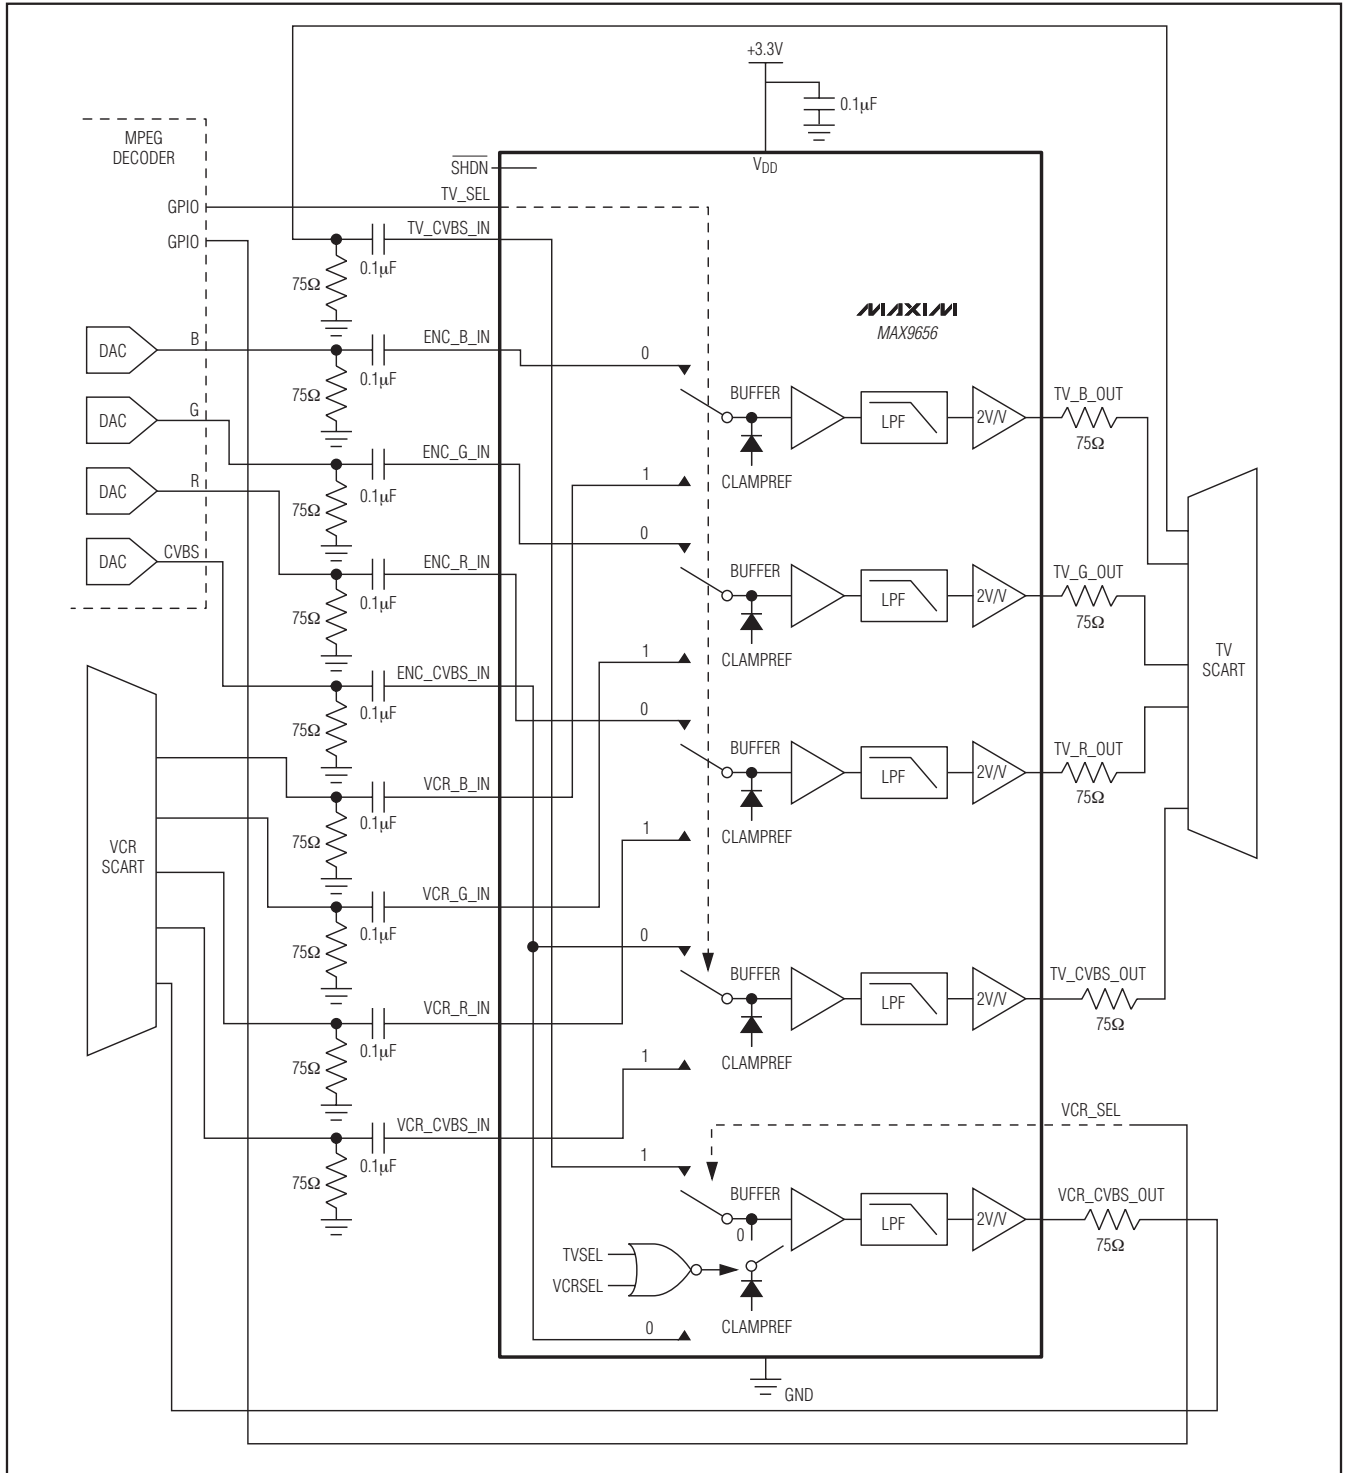 +3.3V
0.1μF
MPEG
DECODER
SHDN
VDD
TV_SEL
GPIO
TV_CVBS_IN
GPIO
0.1μF
75Ω
MAXIM
MAX9656
B
ENC_B_IN
DAC
0
0.1μF
75Ω
BUFFER
TV_B_OUT
LPF
2V/V
75Ω
G
DAC
ENC_G_IN
1
CLAMPREF
0.1μF
75Ω
R
DAC
0
CVBS
DAC
ENC_R_IN
BUFFER
TV_G_OUT
0.1μF
75Ω
LPF
2V/V
75Ω
1
CLAMPREF
TV
SCART
ENC_CVBS_IN
0.1μF
75Ω
0
BUFFER
TV_R_OUT
LPF
2V/V
75Ω
VCR_B_IN
0.1μF
75Ω
1
CLAMPREF
VCR
SCART
VCR_G_IN
0.1μF
75Ω
0
BUFFER
TV_CVBS_OUT
LPF
2V/V
75Ω
VCR_R_IN
0.1μF
75Ω
1
CLAMPREF
VCR_SEL
VCR_CVBS_IN
0.1μF
75Ω
1
BUFFER
VCR_CVBS_OUT
LPF
2V/V
75Ω
0
TVSEL
VCRSEL
0
CLAMPREF
GND